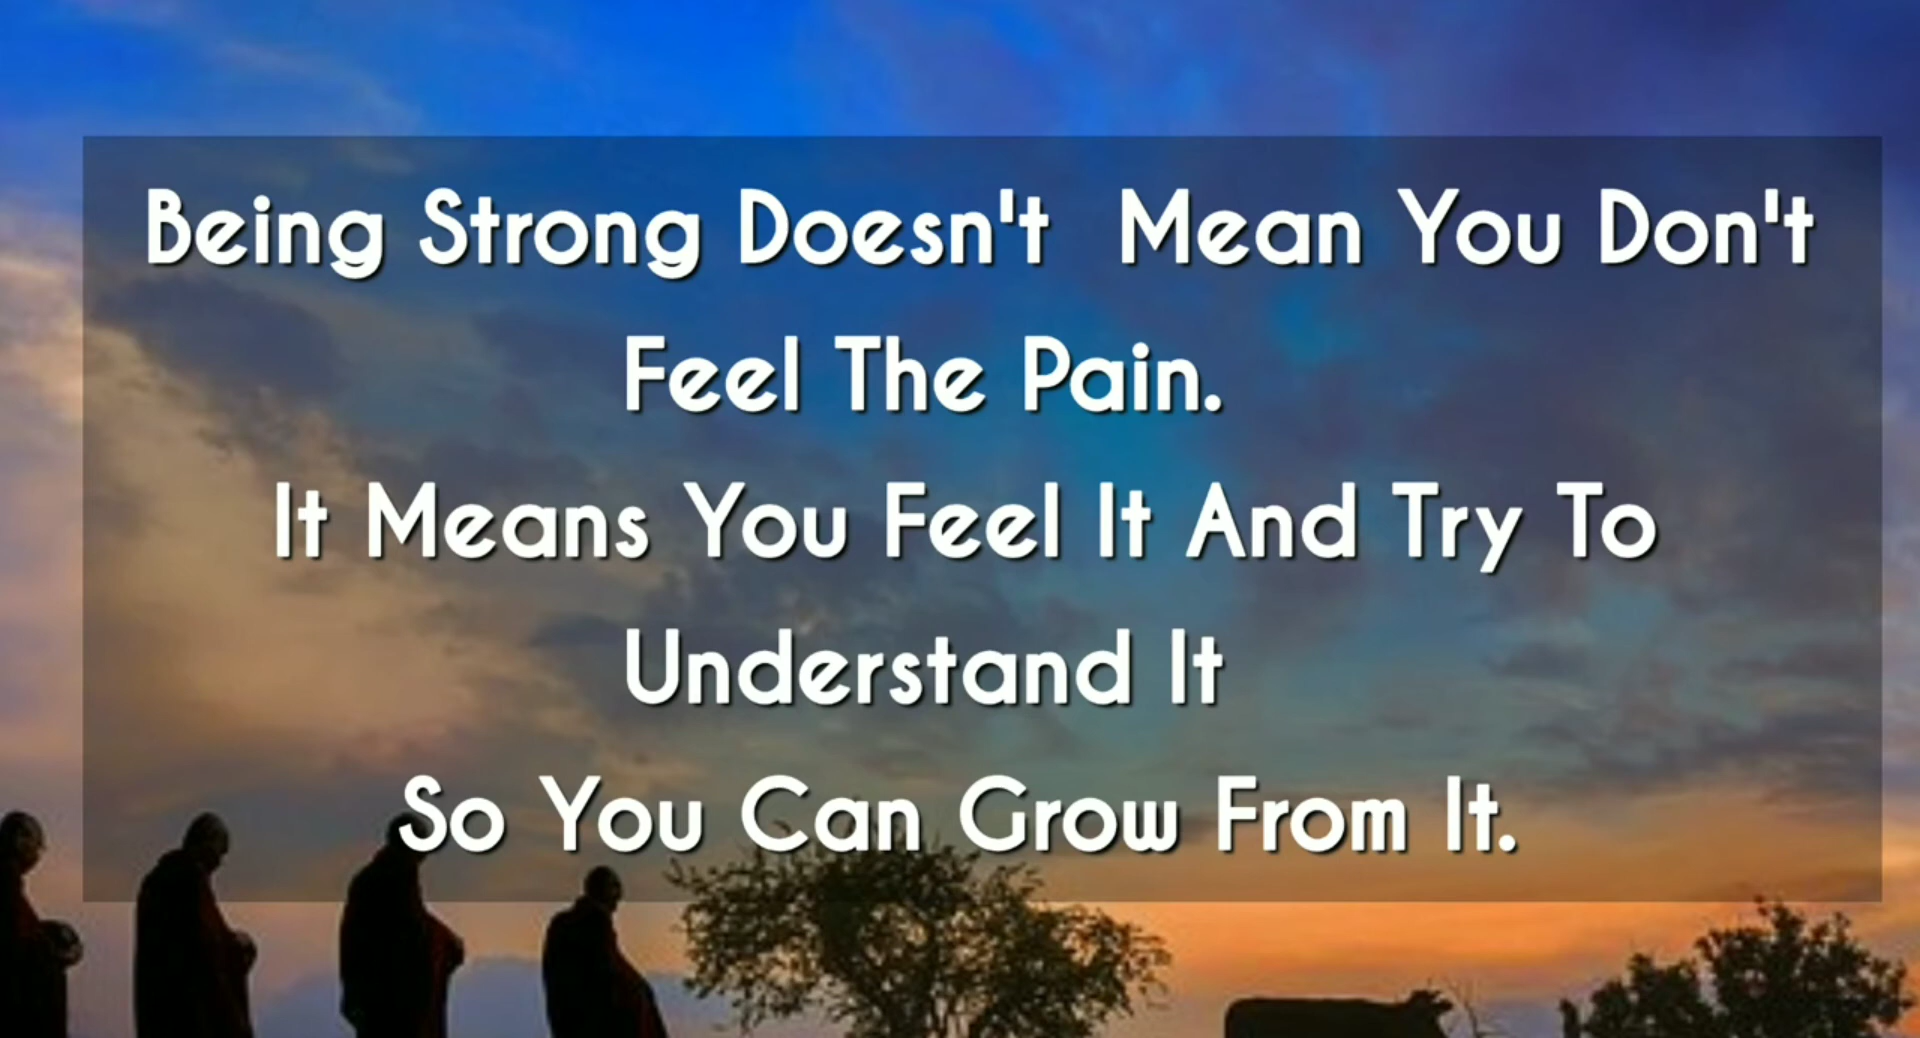 Being Strong Doesn't Mean You Don't
Feel The Pain.
It Means You Feel It And Try To
Understand It
So You Can Grow From It.